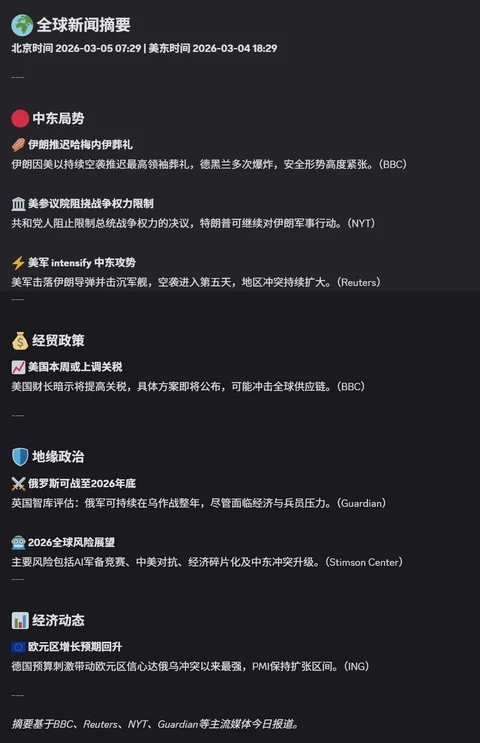 全球新闻摘要
北京时间 2026-03-05 07:29 | 美东时间 2026-03-04 18:29
---
中东局势
伊朗推迟哈梅内伊葬礼
伊朗因美以持续空袭推迟最高领袖葬礼，德黑兰多次爆炸，安全形势高度紧张。（BBC）
美参议院阻挠战争权力限制
共和党人阻止限制总统战争权力的决议，特朗普可继续对伊朗军事行动。（NYT）
美军 intensify 中东攻势
美军击落伊朗导弹并击沉军舰，空袭进入第五天，地区冲突持续扩大。（Reuters）
---
经贸政策
美国本周或上调关税
美国财长暗示将提高关税，具体方案即将公布，可能冲击全球供应链。（BBC）
---
地缘政治
俄罗斯可战至2026年底
英国智库评估：俄军可持续在乌作战整年，尽管面临经济与兵员压力。（Guardian）
2026全球风险展望
主要风险包括AI军备竞赛、中美对抗、经济碎片化及中东冲突升级。（Stimson Center）
---
经济动态
欧元区增长预期回升
德国预算刺激带动欧元区信心达俄乌冲突以来最强，PMI保持扩张区间。（ING）
---
摘要基于BBC、Reuters、NYT、Guardian等主流媒体今日报道。